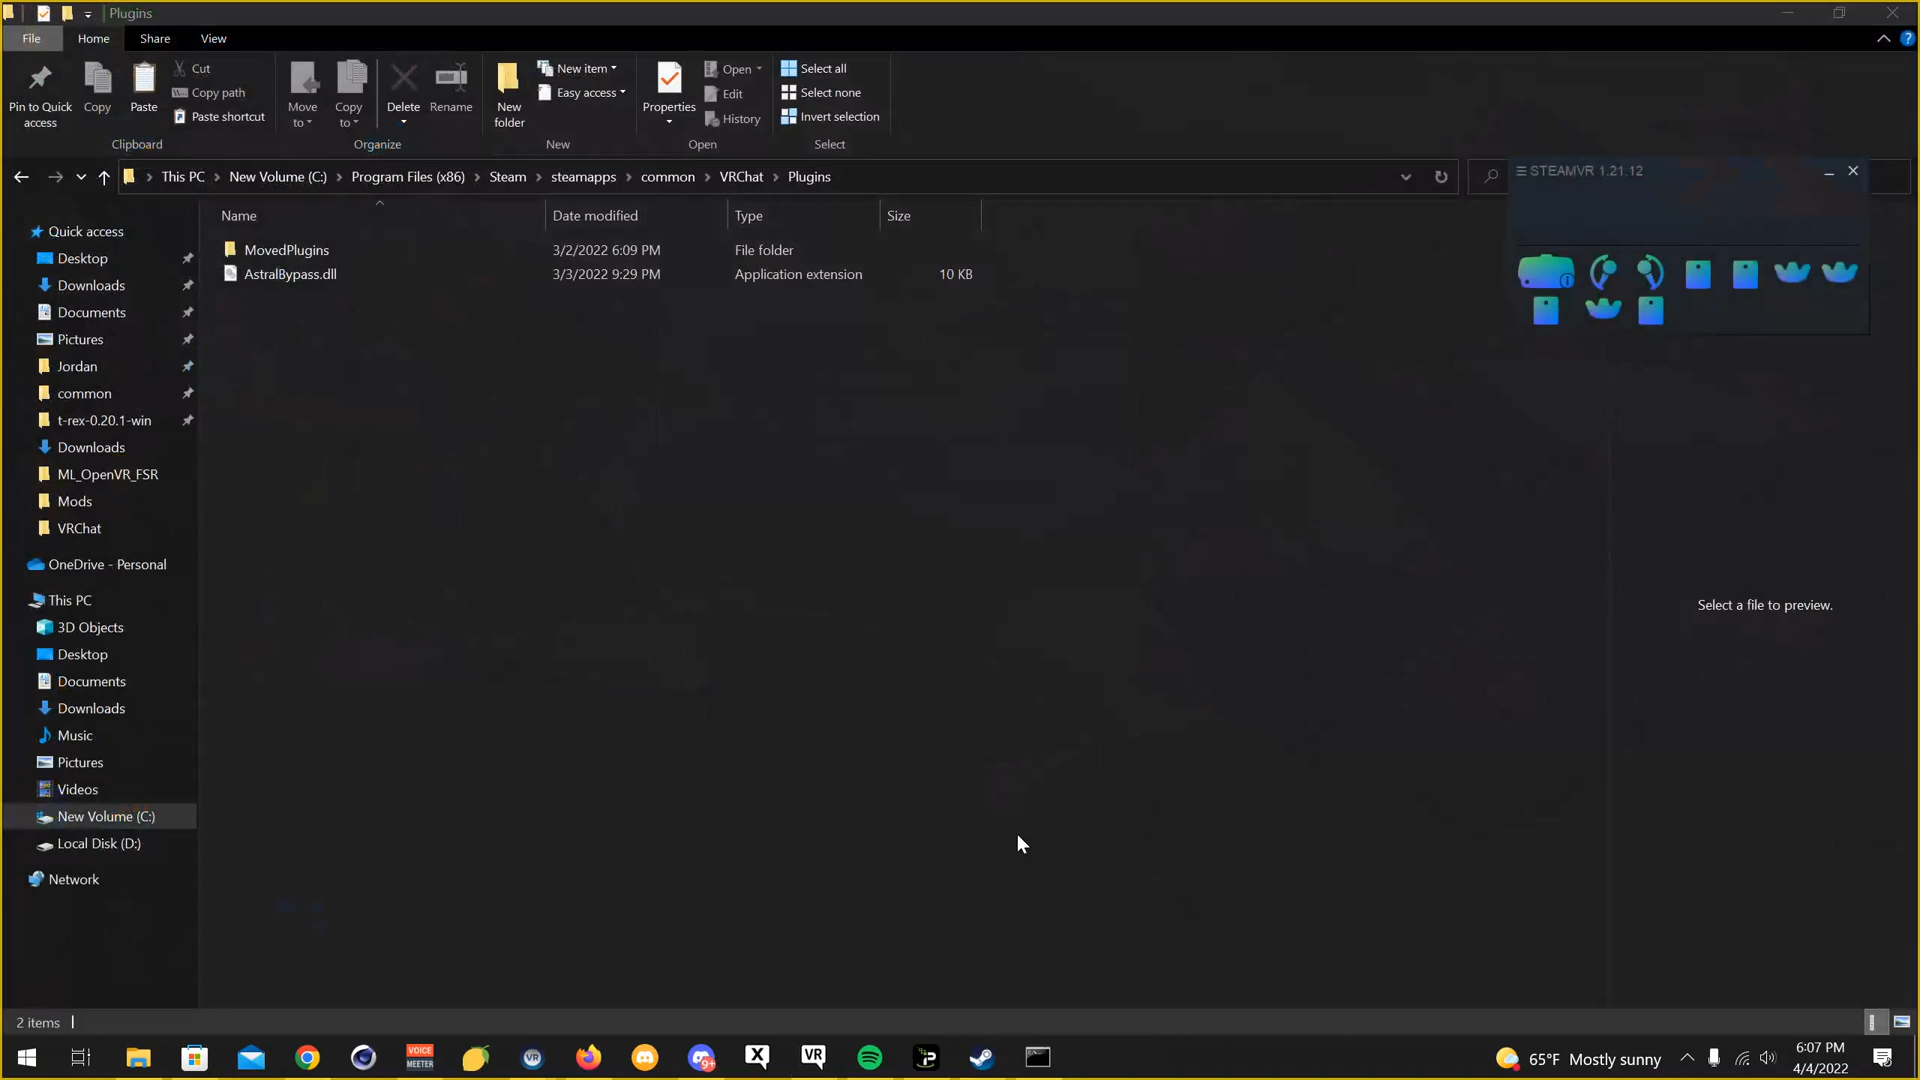 Plugins
File
Home
Share
View
Pin to Quick access
Copy
Paste
Cut
Copy path
Paste shortcut
Clipboard
Move to
Copy to
Delete
Rename
Organize
New folder
New item
Easy access
New
Properties
Open
Edit
History
Open
Select all
Select none
Invert selection
Select
This PC
New Volume (C:)
Program Files (x86)
Steam
steamapps
common
VRChat
Plugins
STEAMVR 1.21.12
Name
Date modified
Type
Size
MovedPlugins
3/2/2022 6:09 PM
File folder
AstralBypass.dll
3/3/2022 9:29 PM
Application extension
10 KB
Quick access
Desktop
Downloads
Documents
Pictures
Jordan
common
t-rex-0.20.1-win
Downloads
ML_OpenVR_FSR
Mods
VRChat
OneDrive - Personal
This PC
3D Objects
Desktop
Documents
Downloads
Music
Pictures
Videos
New Volume (C:)
Local Disk (D:)
Network
Select a file to preview.
2 items
VOICE MEETER
VR
9+
X
VR
65°F Mostly sunny
6:07 PM
4/4/2022